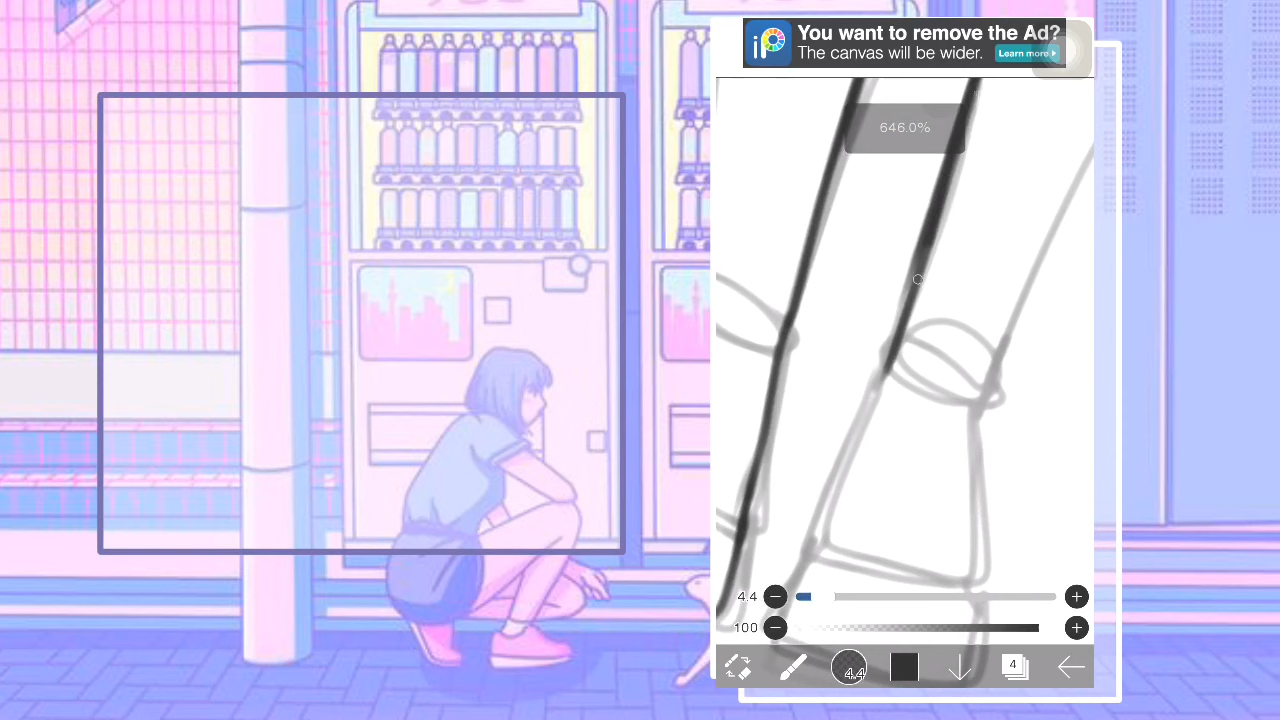 iP
You want to remove the Ad?
The canvas will be wider.
Learn more
646.0%
4.4
100
4.4
4